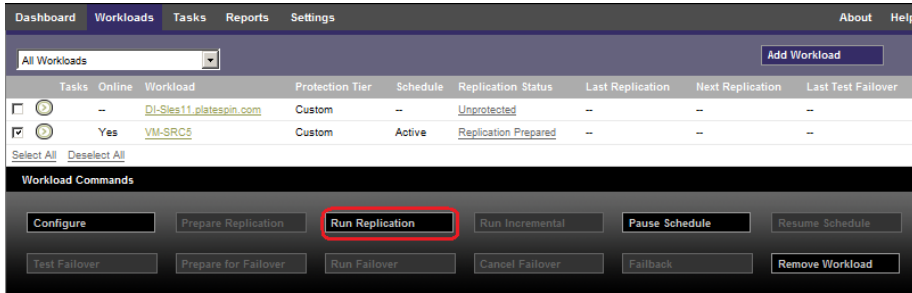 Dashboard Workloads Tasks Reports Settings About Help
All Workloads Add Workload
Tasks Online Workload Protection Tier Schedule Replication Status Last Replication Next Replication Last Test Failover
-- DI-Sles11.platespin.com Custom -- Unprotected -- -- --
Yes VM-SRC5 Custom Active Replication Prepared -- -- --
Select All Deselect All
Workload Commands
Configure Prepare Replication Run Replication Run Incremental Pause Schedule Resume Schedule
Test Failover Prepare for Failover Run Failover Cancel Failover Failback Remove Workload